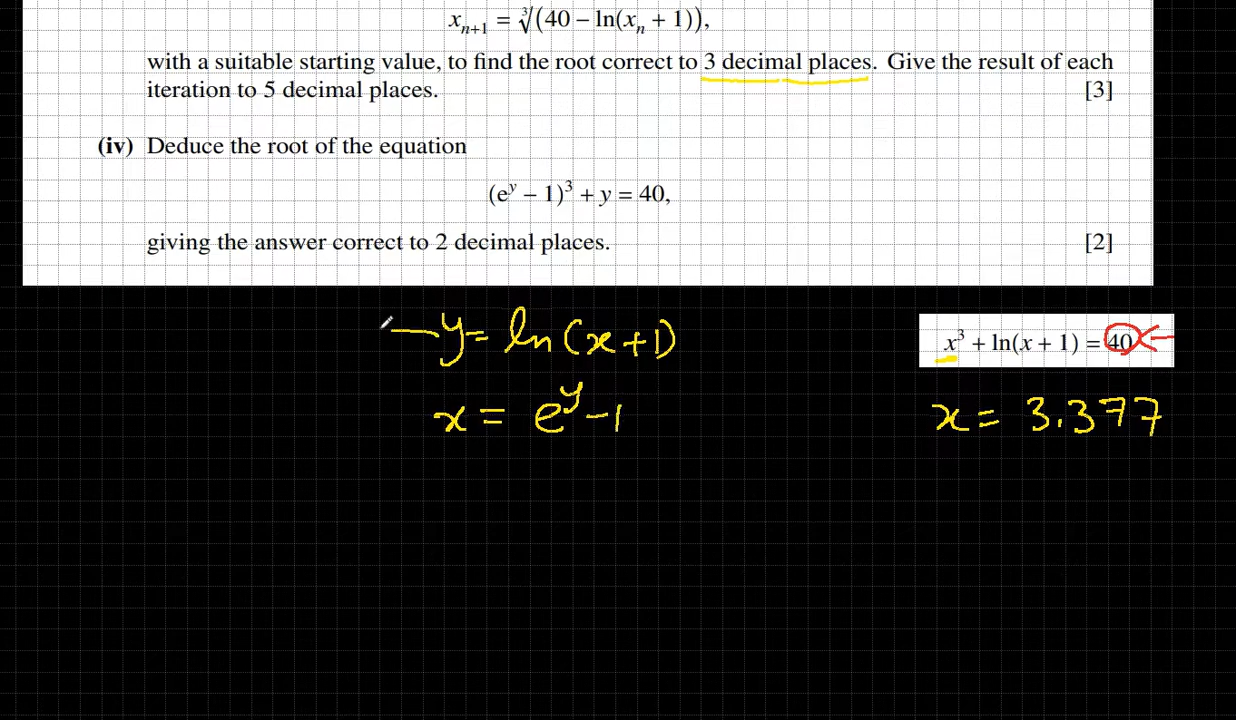 xₙ₊₁ = ∛(40 – ln(xₙ + 1)),
with a suitable starting value, to find the root correct to 3 decimal places. Give the result of each
iteration to 5 decimal places. [3]
(iv) Deduce the root of the equation
(eʸ – 1)³ + y = 40,
giving the answer correct to 2 decimal places. [2]
y = ln(x+1)
x = eʸ – 1
x³ + ln(x + 1) = 40
x = 3.377